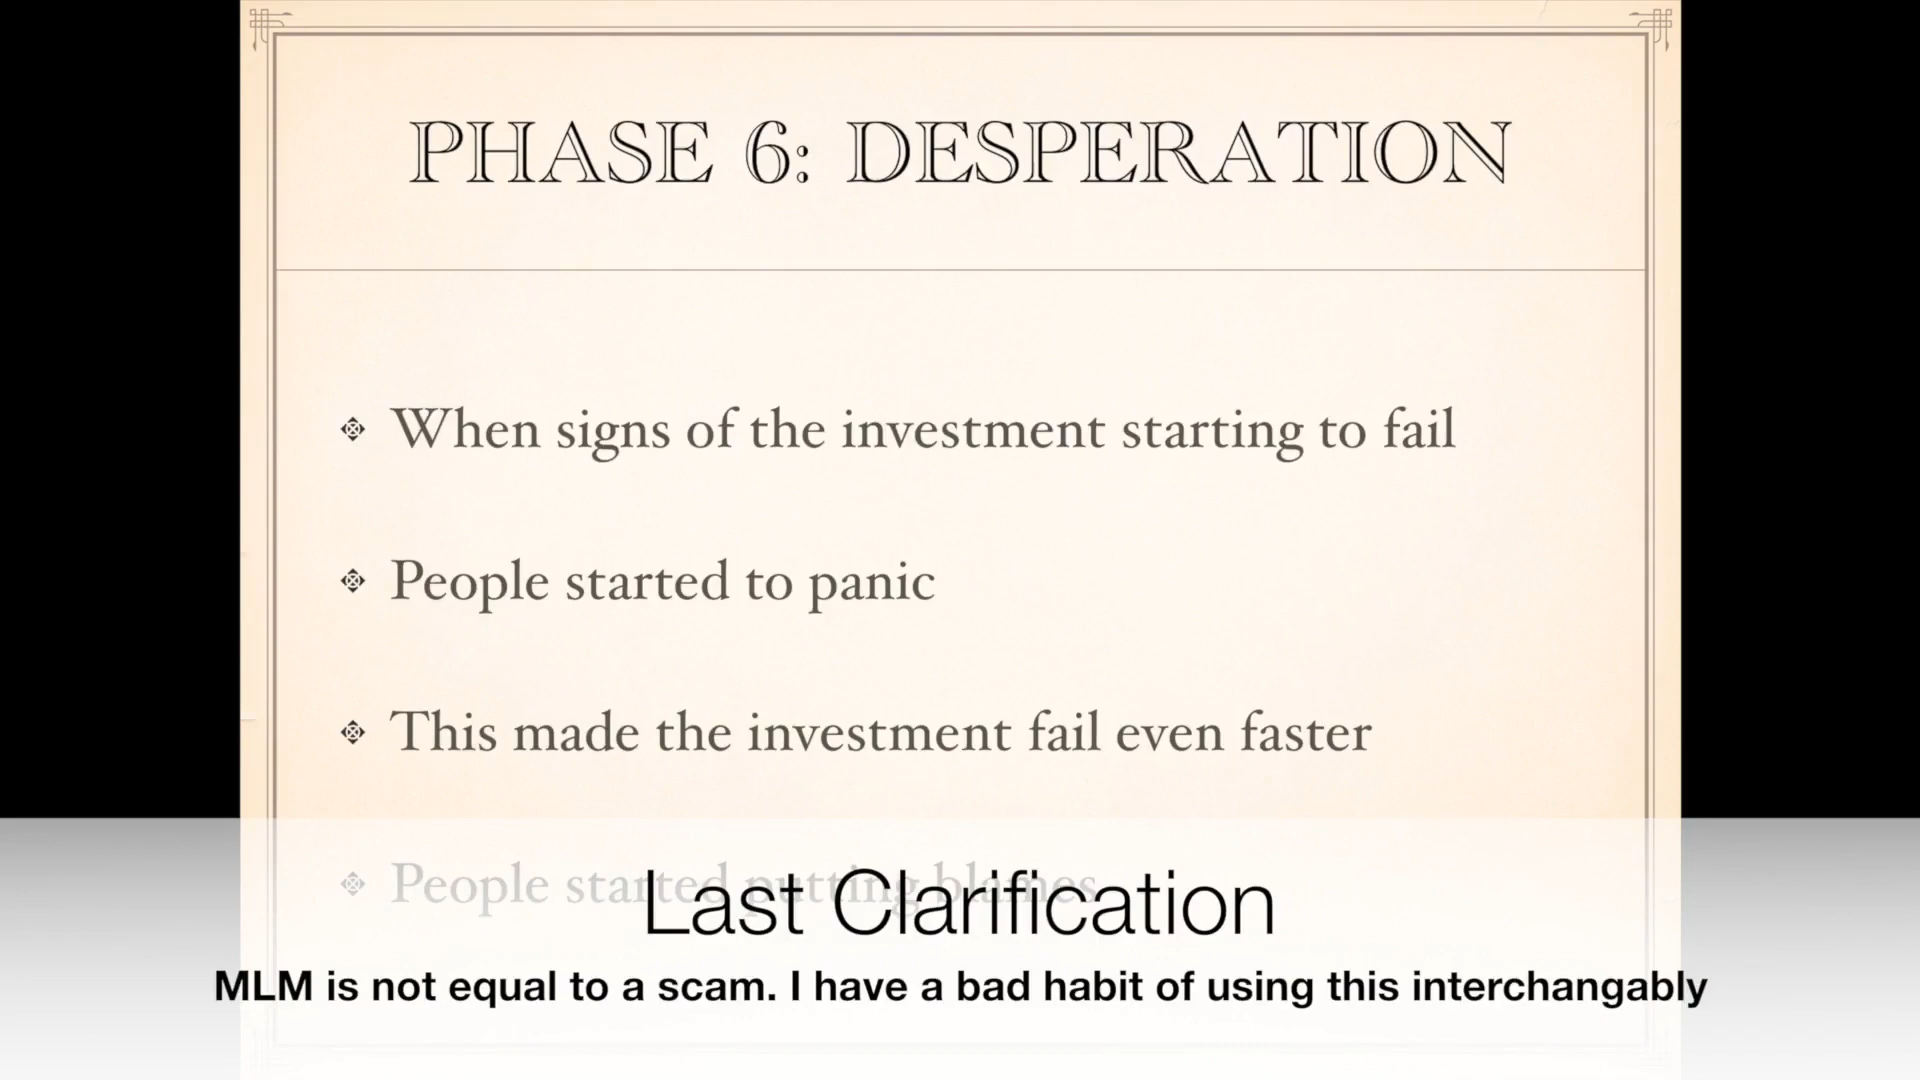 PHASE 6: DESPERATION
When signs of the investment starting to fail
People started to panic
This made the investment fail even faster
People started putting blames
Last Clarification
MLM is not equal to a scam. I have a bad habit of using this interchangably